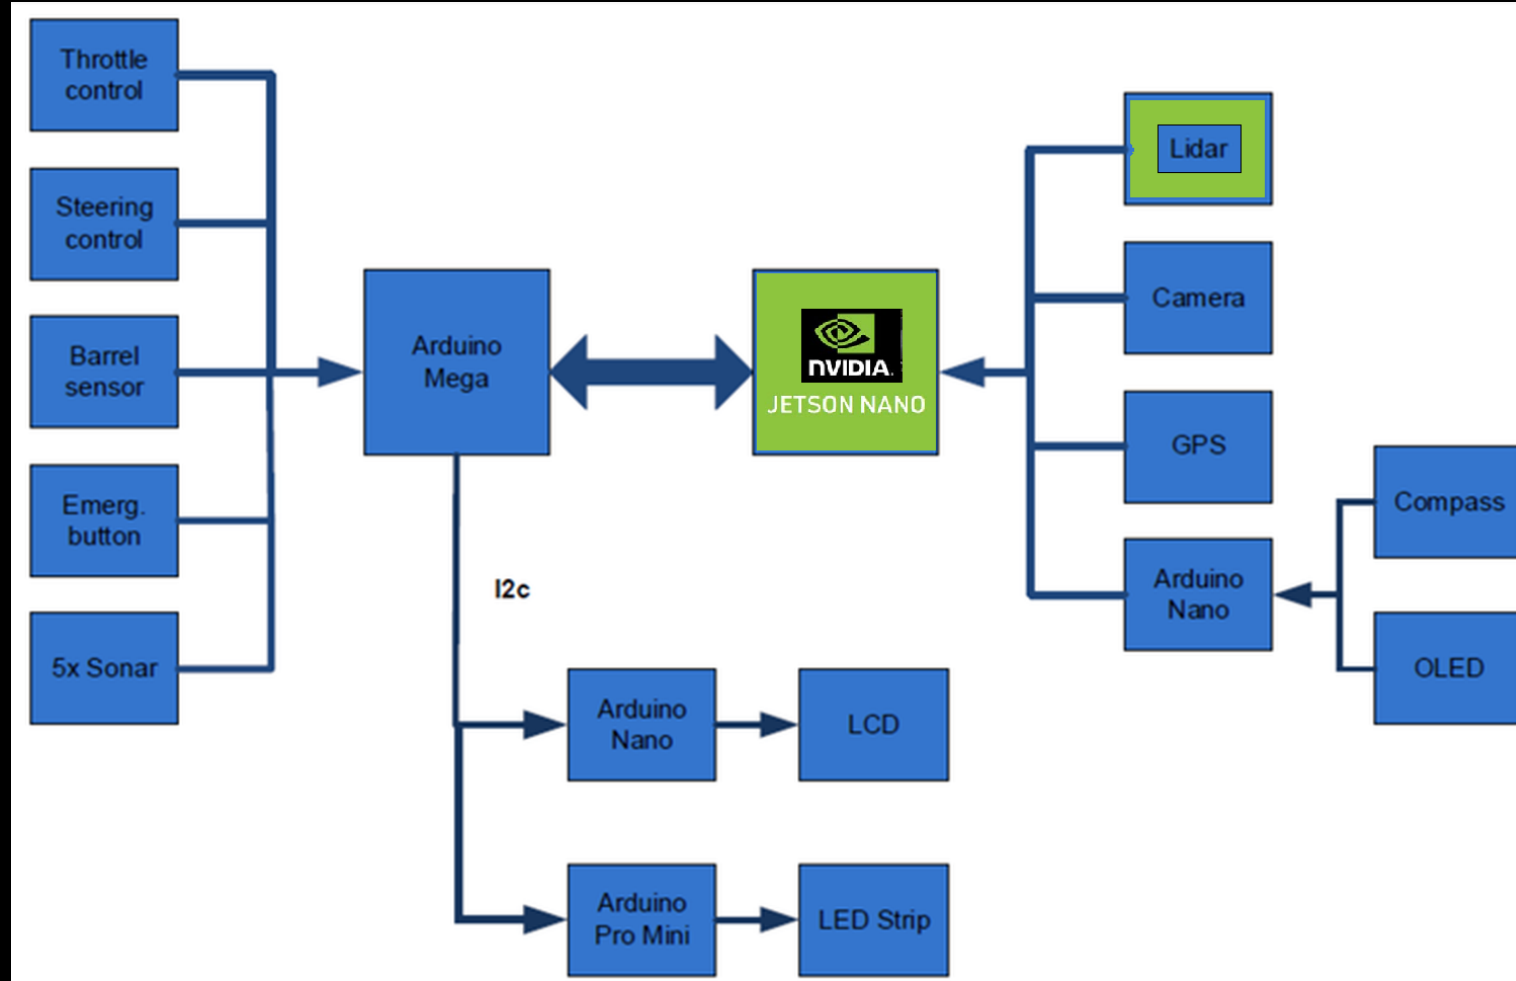 Throttle
control
Steering
control
Barrel
sensor
Emerg.
button
5x Sonar
Arduino
Mega
NVIDIA.
JETSON NANO
Lidar
Camera
GPS
Arduino
Nano
Compass
OLED
I2c
Arduino
Nano
LCD
Arduino
Pro Mini
LED Strip